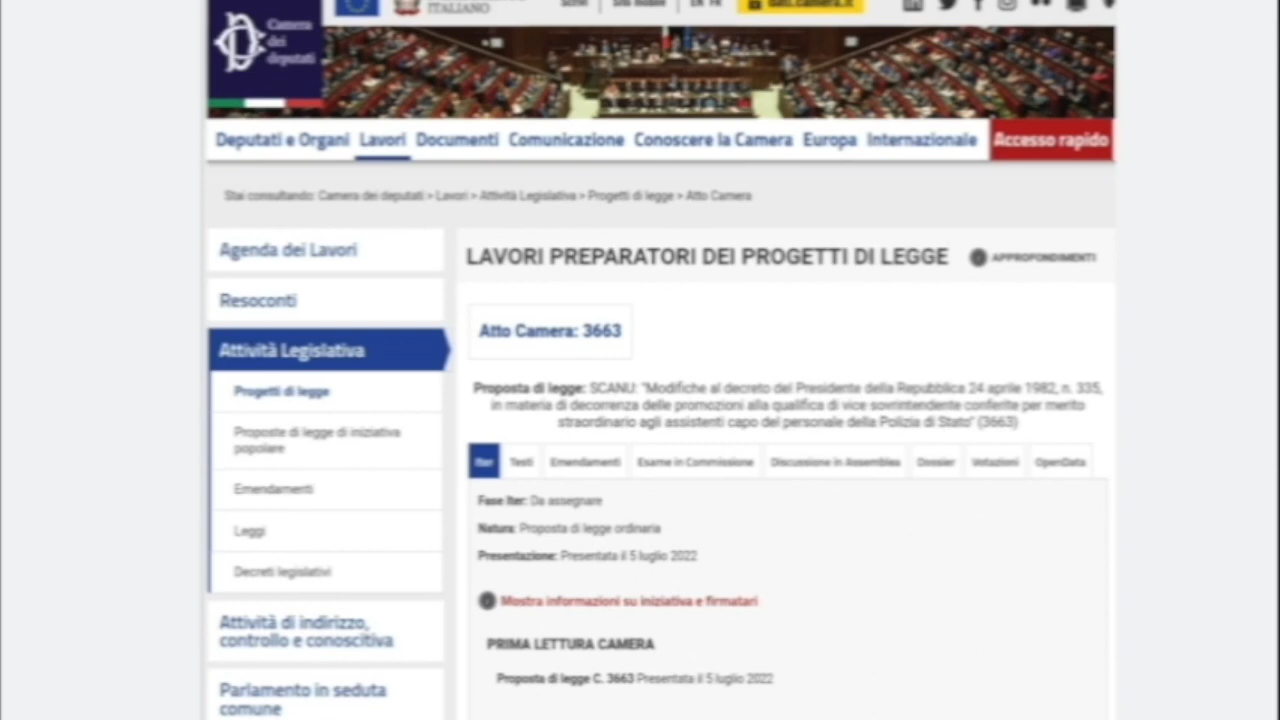 ITALIANO
dati.camera.it
Camera
dei
deputati
Deputati e Organi Lavori Documenti Comunicazione Conoscere la Camera Europa Internazionale Accesso rapido
Stai consultando: Camera dei deputati > Lavori > Attività Legislativa > Progetti di legge > Atto Camera
Agenda dei Lavori
Resoconti
Attività Legislativa
Progetti di legge
Proposte di legge di iniziativa
popolare
Emendamenti
Leggi
Decreti legislativi
Attività di indirizzo,
controllo e conoscitiva
Parlamento in seduta
comune
LAVORI PREPARATORI DEI PROGETTI DI LEGGE APPROFONDIMENTI
Atto Camera: 3663
Proposta di legge: SCANU: "Modifiche al decreto del Presidente della Repubblica 24 aprile 1982, n. 335,
in materia di decorrenza delle promozioni alla qualifica di vice sovrintendente conferite per merito
straordinario agli assistenti capo del personale della Polizia di Stato" (3663)
Iter Testi Emendamenti Esame in Commissione Discussione in Assemblea Dossier Votazioni OpenData
Fase Iter: Da assegnare
Natura: Proposta di legge ordinaria
Presentazione: Presentata il 5 luglio 2022
Mostra informazioni su iniziativa e firmatari
PRIMA LETTURA CAMERA
Proposta di legge C. 3663 Presentata il 5 luglio 2022